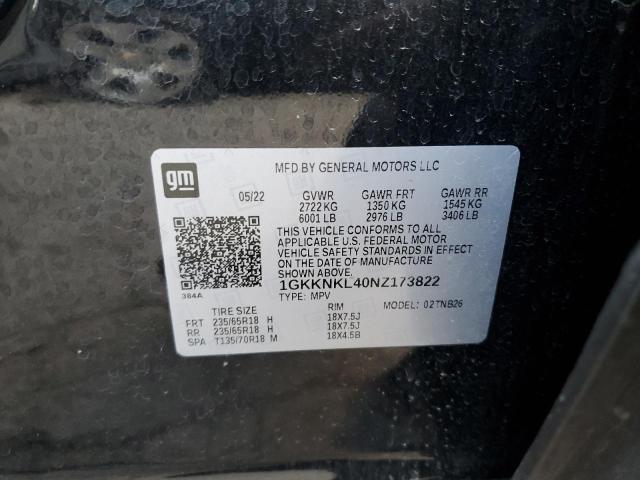 gm
MFD BY GENERAL MOTORS LLC
05/22 GVWR GAWR FRT GAWR RR
2722 KG 1350 KG 1545 KG
6001 LB 2976 LB 3406 LB
THIS VEHICLE CONFORMS TO ALL
APPLICABLE U.S. FEDERAL MOTOR
VEHICLE SAFETY STANDARDS IN EFFECT
ON THE DATE OF MANUFACTURE
SHOWN ABOVE.
1GKKNKL40NZ173822
384A TYPE: MPV MODEL: 02TNB26
TIRE SIZE RIM
FRT 235/65R18 H 18X7.5J
RR 235/65R18 H 18X7.5J
SPA T135/70R18 M 18X4.5B